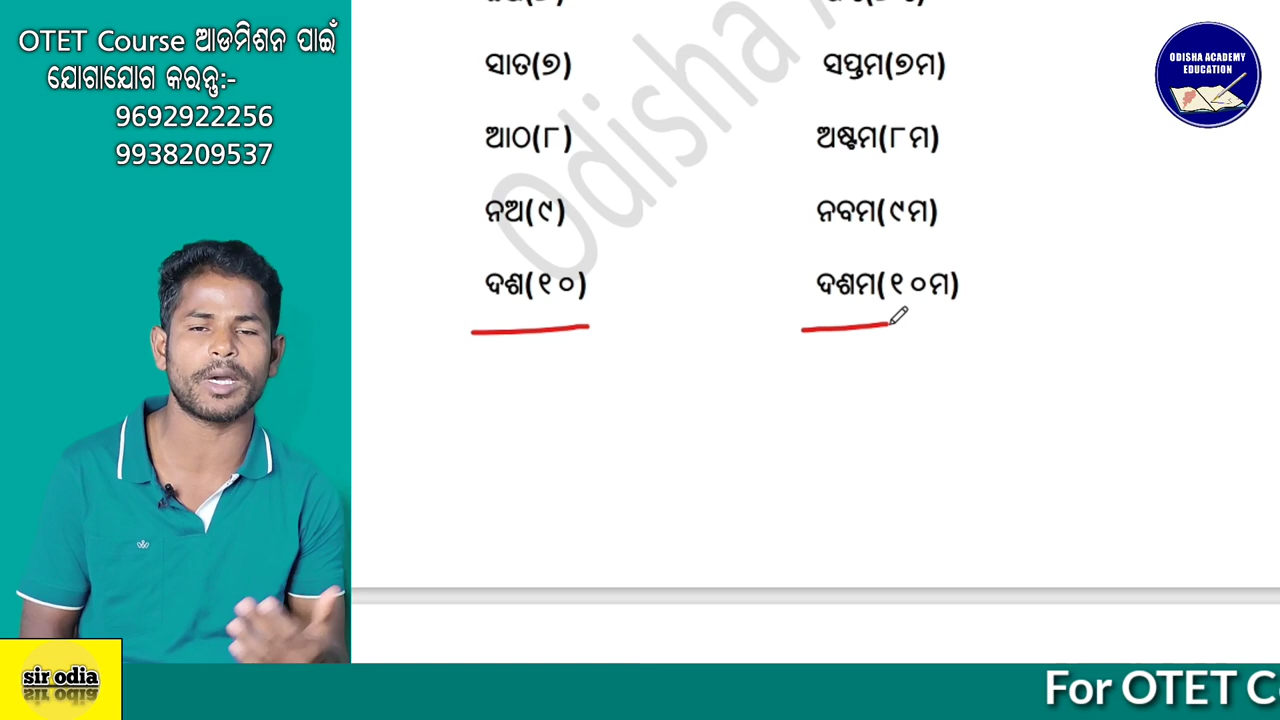 OTET Course ଆଡମିଶନ ପାଇଁ
ଯୋଗାଯୋଗ କରନ୍ତୁ:-
9692922256
9938209537
ସାତ(୭) ସପ୍ତମ(୭ମ)
ଆଠ(୮) ଅଷ୍ଟମ(୮ମ)
ନଅ(୯) ନବମ(୯ମ)
ଦଶ(୧୦) ଦଶମ(୧୦ମ)
Odisha
ODISHA ACADEMY
EDUCATION
sir odia
For OTET C